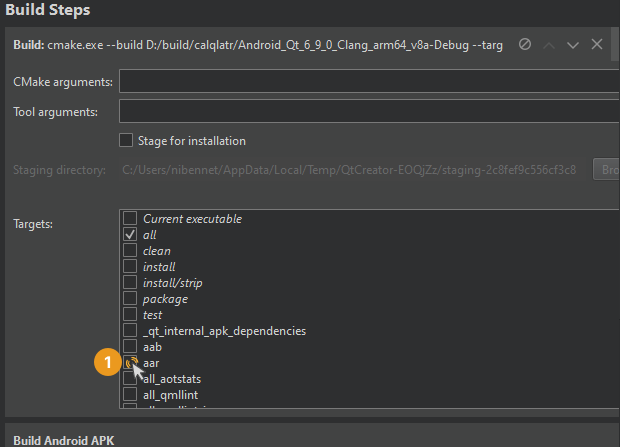 Build Steps
Build: cmake.exe --build D:/build/calqlatr/Android_Qt_6_9_0_Clang_arm64_v8a-Debug --targ
CMake arguments:
Tool arguments:
Stage for installation
Staging directory: C:/Users/nibennet/AppData/Local/Temp/QtCreator-EOQjZz/staging-2c8fef9c556cf3c8 Bro
Targets:
Current executable
all
clean
install
install/strip
package
test
_qt_internal_apk_dependencies
aab
1 aar
all_aotstats
all_qmllint
Build Android APK